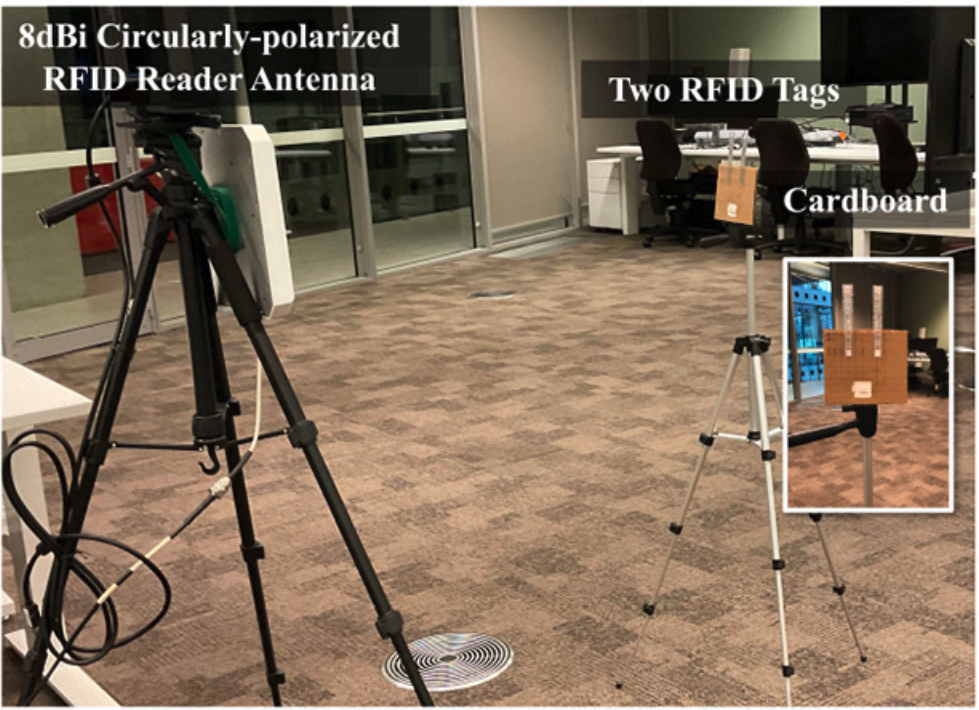 8dBi Circularly-polarized
RFID Reader Antenna
Two RFID Tags
Cardboard